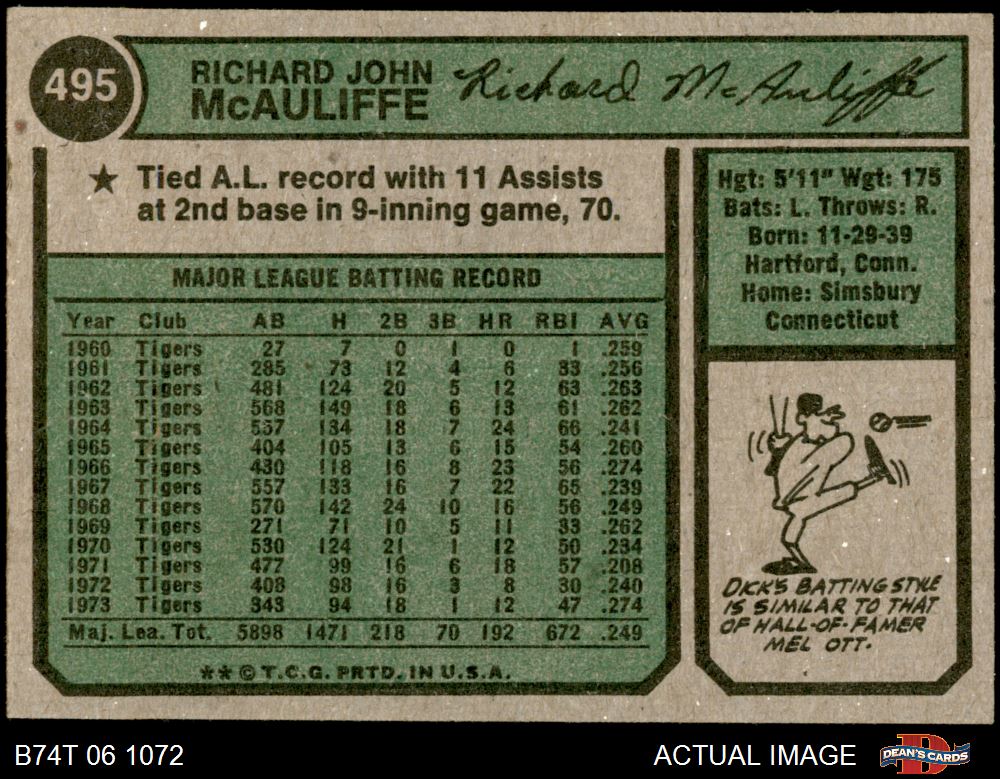 495
RICHARD JOHN
McAULIFFE
Richard McAuliffe
★ Tied A.L. record with 11 Assists
at 2nd base in 9-inning game, 70.
MAJOR LEAGUE BATTING RECORD
Year Club AB H 2B 3B HR RBI AVG
1960 Tigers 27 7 0 1 0 1 .259
1961 Tigers 285 73 12 4 6 33 .256
1962 Tigers 481 124 20 5 12 63 .263
1963 Tigers 568 149 18 6 13 61 .262
1964 Tigers 557 134 18 7 24 66 .241
1965 Tigers 404 105 13 6 15 54 .260
1966 Tigers 430 118 16 8 23 56 .274
1967 Tigers 557 133 16 7 22 65 .239
1968 Tigers 570 142 24 10 16 56 .249
1969 Tigers 271 71 10 5 11 33 .262
1970 Tigers 530 124 21 1 12 50 .234
1971 Tigers 477 99 16 6 18 57 .208
1972 Tigers 408 98 16 3 8 30 .240
1973 Tigers 343 94 18 1 12 47 .274
Maj. Lea. Tot. 5898 1471 218 70 192 672 .249
**© T.C.G. PRTD. IN U.S.A.
Hgt: 5'11" Wgt: 175
Bats: L. Throws: R.
Born: 11-29-39
Hartford, Conn.
Home: Simsbury
Connecticut
DICK'S BATTING STYLE
IS SIMILAR TO THAT
OF HALL-OF-FAMER
MEL OTT.
B74T 06 1072
ACTUAL IMAGE
DEAN'S CARDS